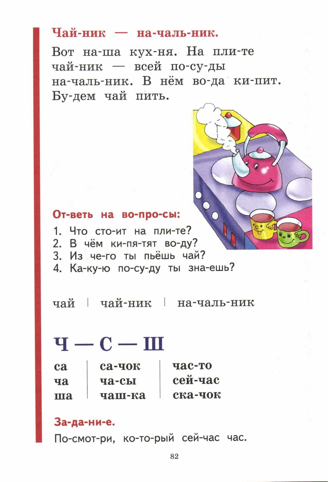 Чай-ник — на-чаль-ник.
Вот на-ша кух-ня. На пли-те
чай-ник — всей по-су-ды
на-чаль-ник. В нём во-да ки-пит.
Бу-дем чай пить.
От-веть на во-про-сы:
1. Что сто-ит на пли-те?
2. В чём ки-пя-тят во-ду?
3. Из че-го ты пьёшь чай?
4. Ка-ку-ю по-су-ду ты зна-ешь?
чай | чай-ник | на-чаль-ник
Ч — С — Ш
са са-чок час-то
ча ча-сы сей-час
ша чаш-ка ска-чок
За-да-ни-е.
По-смот-ри, ко-то-рый сей-час час.
82